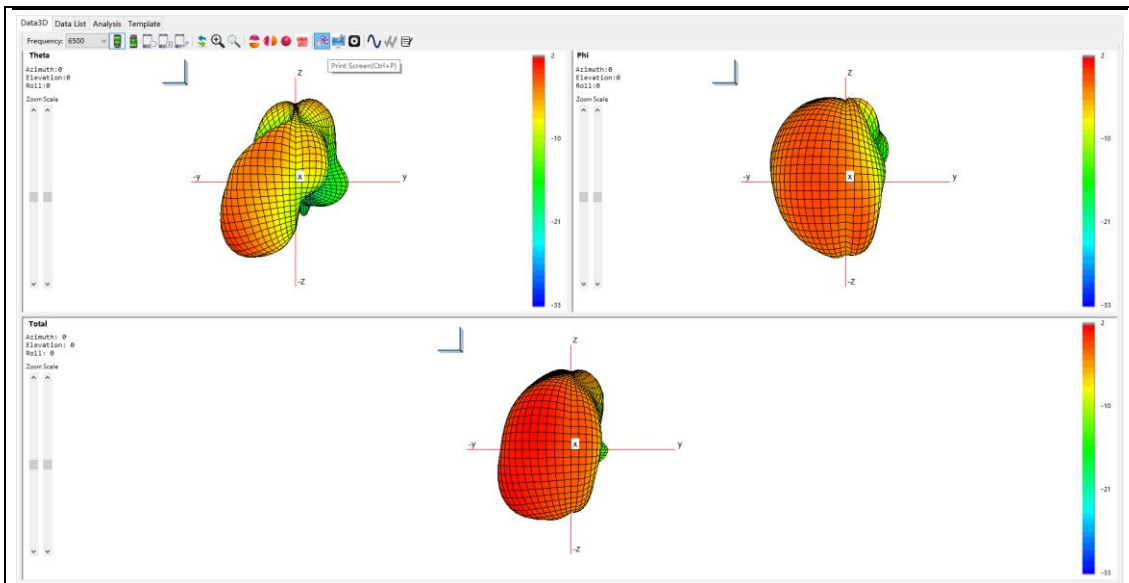 Data3D Data List Analysis Template
Frequency: 6500
Print Screen(Ctrl+P)
Theta
Azimuth:0
Elevation:0
Roll:0
Zoom Scale
z
-y
x
y
-z
2
-10
-21
-33
Phi
Azimuth:0
Elevation:0
Roll:0
Zoom Scale
z
-y
x
y
-z
2
-10
-21
-33
Total
Azimuth: 0
Elevation: 0
Roll: 0
Zoom Scale
z
-y
x
y
-z
2
-10
-21
-33